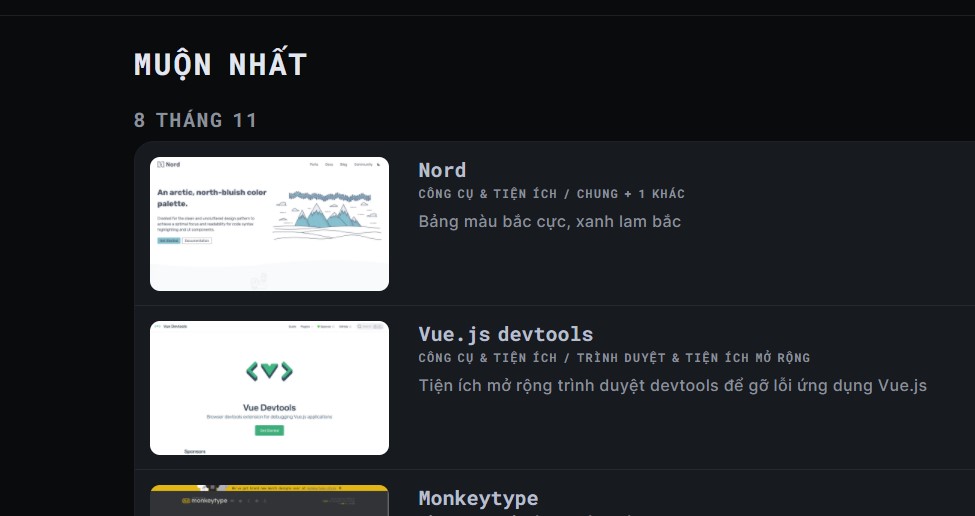 MUỘN NHẤT
8 THÁNG 11
Nord
An arctic, north-bluish color
palette.
Created for the clean and uncluttered design pattern to
achieve a optimal focus and readability for code syntax
highlighting and UI components.
Get Started
Documentation
Nord
CÔNG CỤ & TIỆN ÍCH / CHUNG + 1 KHÁC
Bảng màu bắc cực, xanh lam bắc
Vue Devtools
Guide
Plugins
Vue Devtools
Browser devtools extension for debugging Vue.js applications.
Get Started
Sponsors
Vue.js devtools
CÔNG CỤ & TIỆN ÍCH / TRÌNH DUYỆT & TIỆN ÍCH MỞ RỘNG
Tiện ích mở rộng trình duyệt devtools để gỡ lỗi ứng dụng Vue.js
monkeytype
Monkeytype